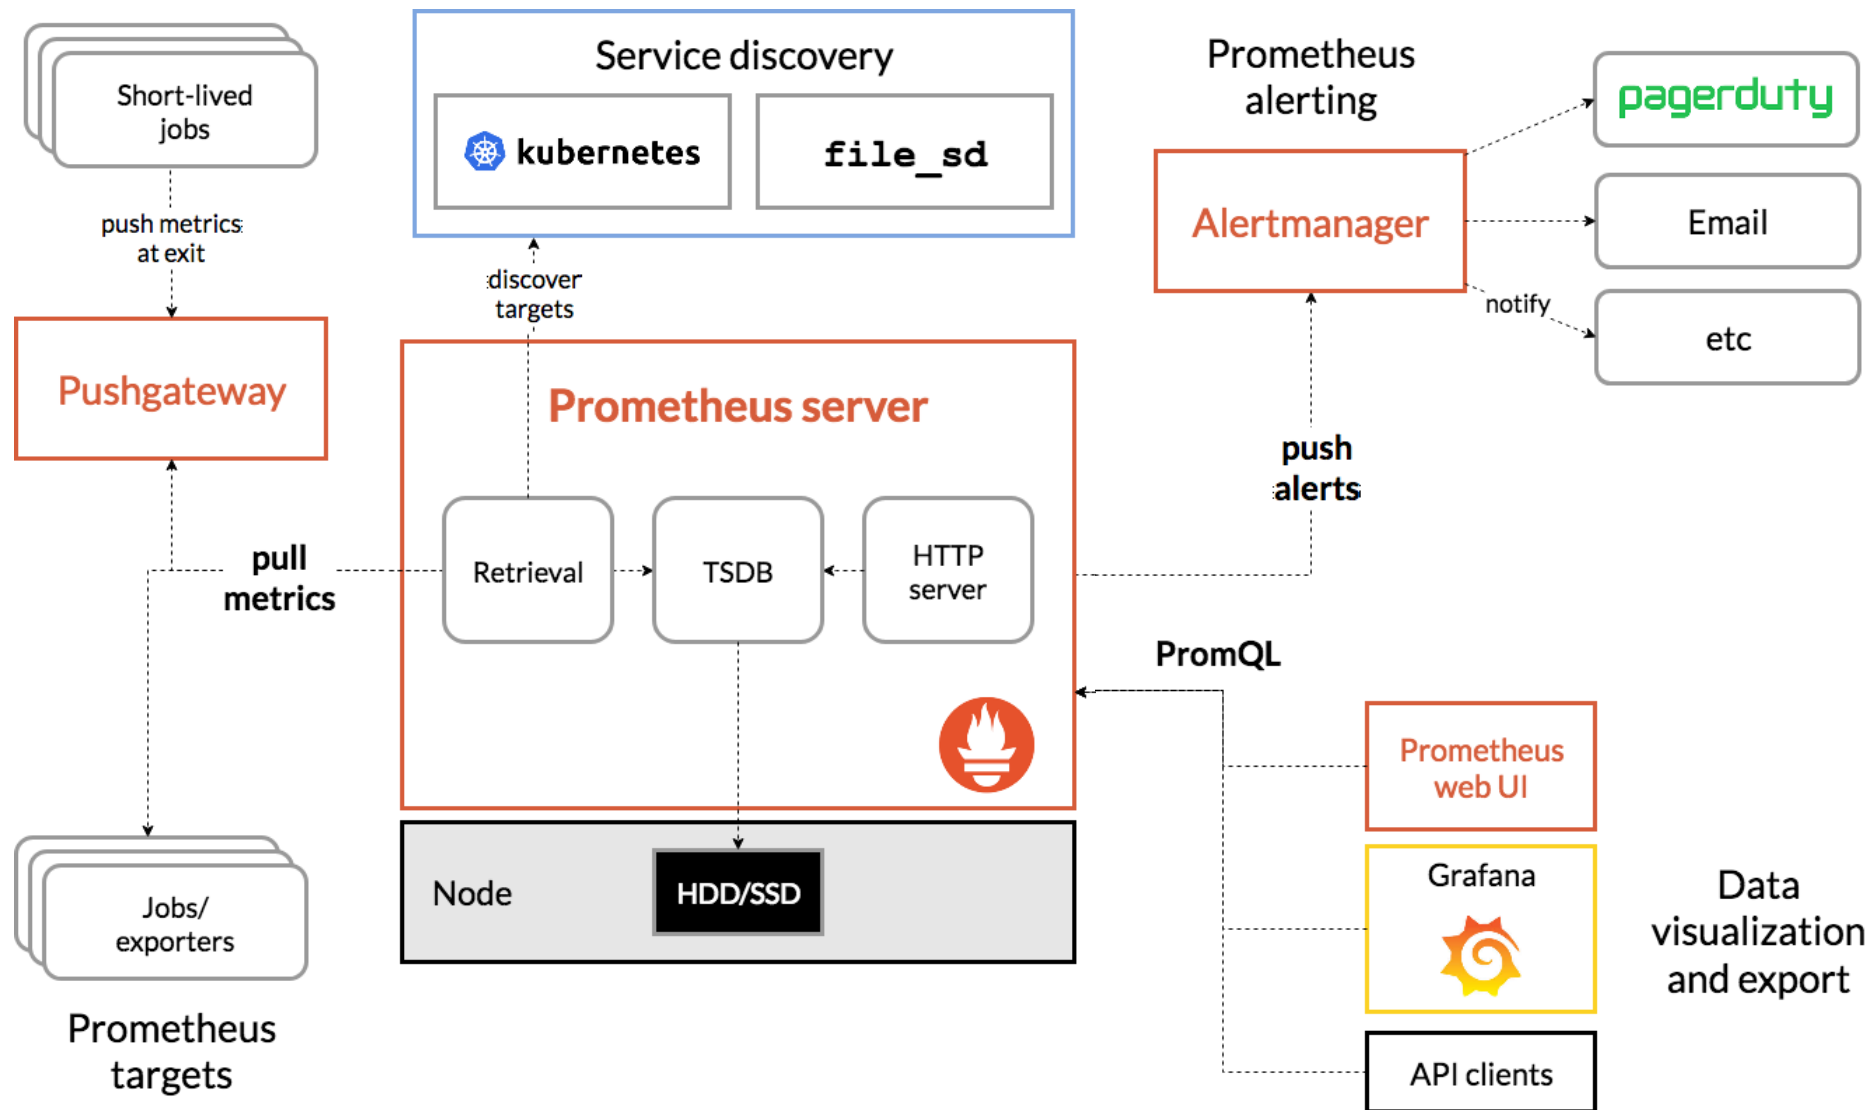 Short-lived
jobs
push metrics
at exit
Pushgateway
pull
metrics
Jobs/
exporters
Prometheus
targets
Service discovery
kubernetes
file_sd
discover
targets
Prometheus server
Retrieval
TSDB
HTTP
server
Node
HDD/SSD
Prometheus
alerting
Alertmanager
pagerduty
Email
notify
etc
push
alerts
PromQL
Prometheus
web UI
Grafana
API clients
Data
visualization
and export